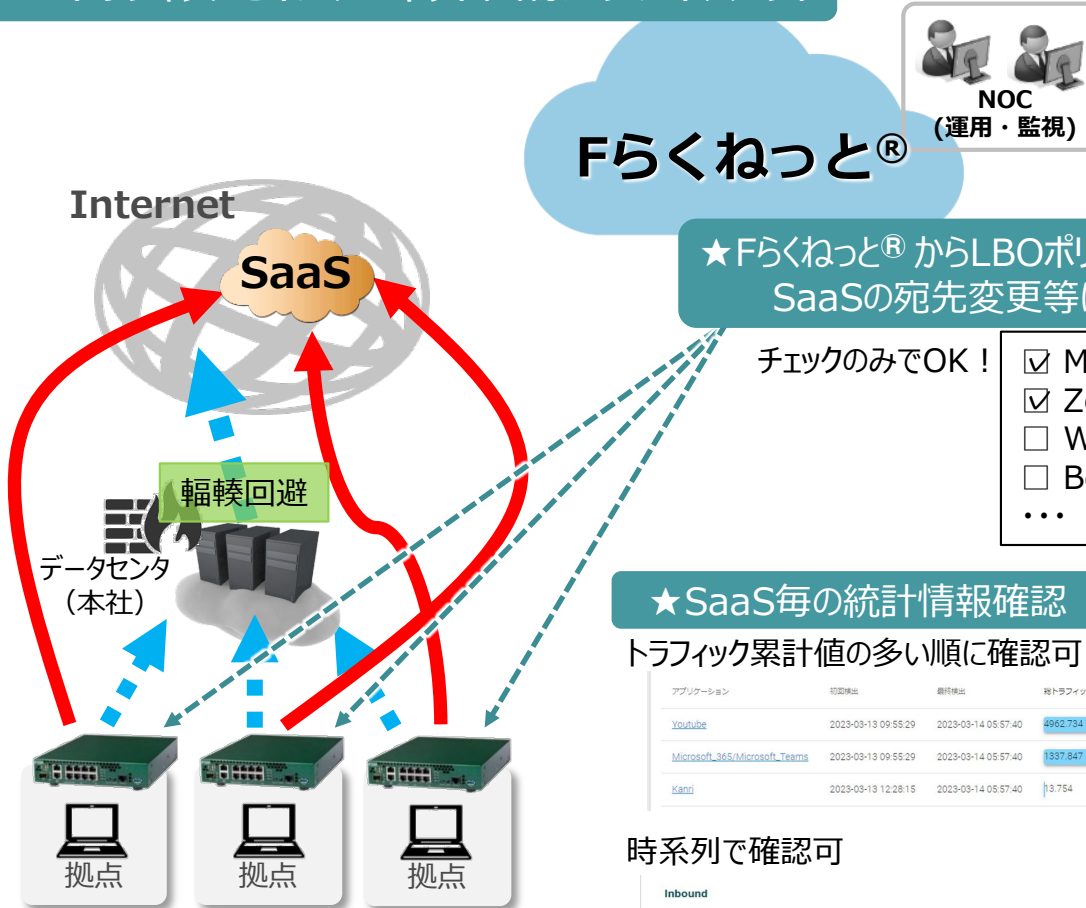 NOC
(運用・監視)
Fらくねっと®
Internet
SaaS
★Fらくねっと® からLBOポリ
SaaSの宛先変更等
チェックのみでOK！
☑ M
☑ Z
☐ W
☐ B
・・・
輻輳回避
データセンタ
（本社）
★SaaS毎の統計情報確認
トラフィック累計値の多い順に確認可
アプリケーション 初回検出 最終検出 総トラフィッ
Youtube 2023-03-13 09:55:29 2023-03-14 05:57:40 4962.734
Microsoft_365/Microsoft_Teams 2023-03-13 09:55:29 2023-03-14 05:57:40 1337.847
Kanri 2023-03-13 12:28:15 2023-03-14 05:57:40 13.754
時系列で確認可
Inbound
拠点
拠点
拠点